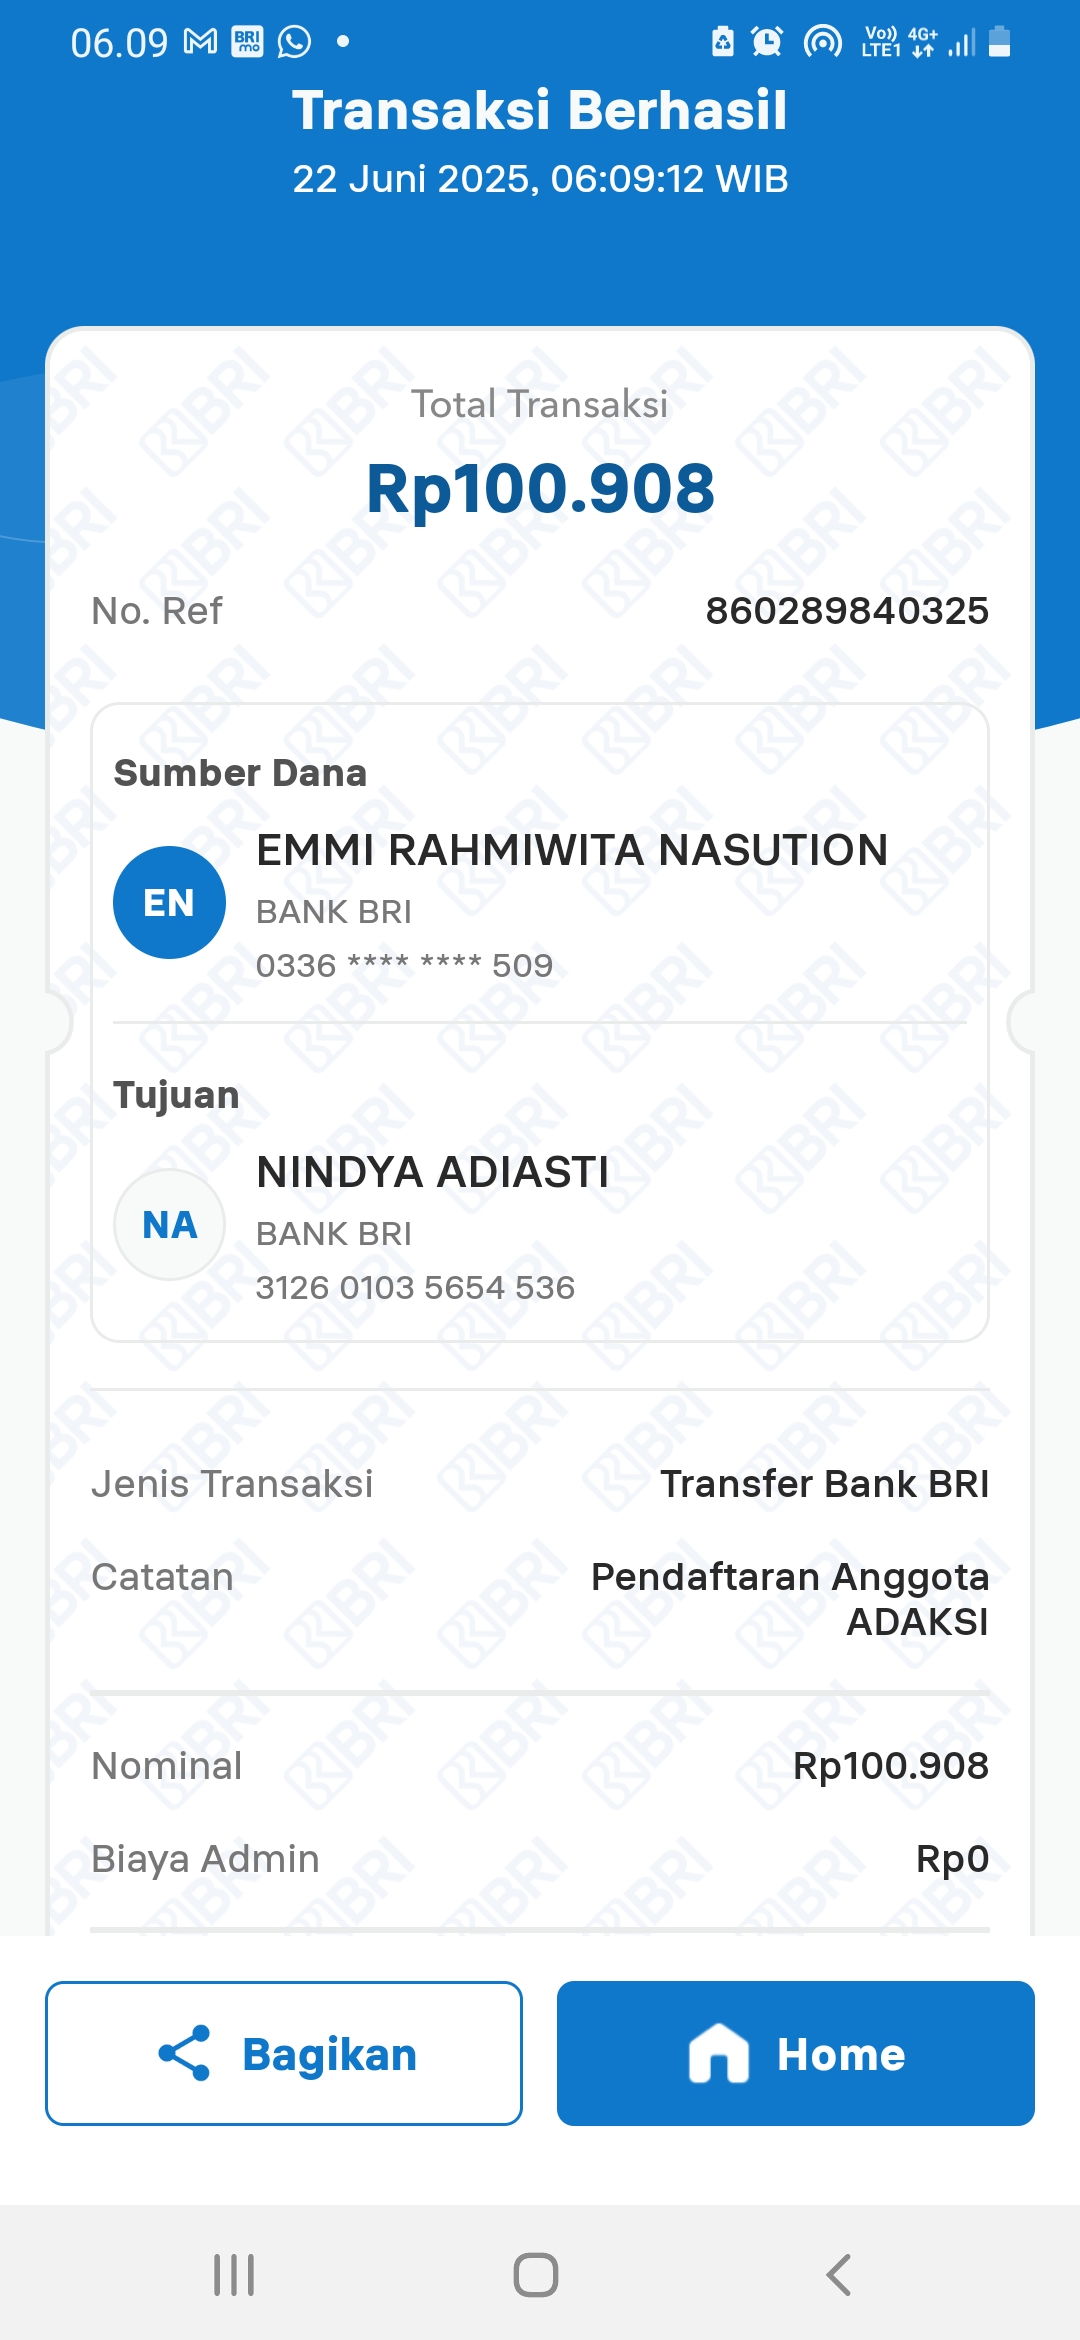 06.09 BRI mo Vo)) LTE1 4G+
Transaksi Berhasil
22 Juni 2025, 06:09:12 WIB
Total Transaksi
Rp100.908
No. Ref 860289840325
Sumber Dana
EMMI RAHMIWITA NASUTION
EN
BANK BRI
0336 **** **** 509
Tujuan
NINDYA ADIASTI
NA
BANK BRI
3126 0103 5654 536
Jenis Transaksi Transfer Bank BRI
Catatan Pendaftaran Anggota
ADAKSI
Nominal Rp100.908
Biaya Admin Rp0
Bagikan Home